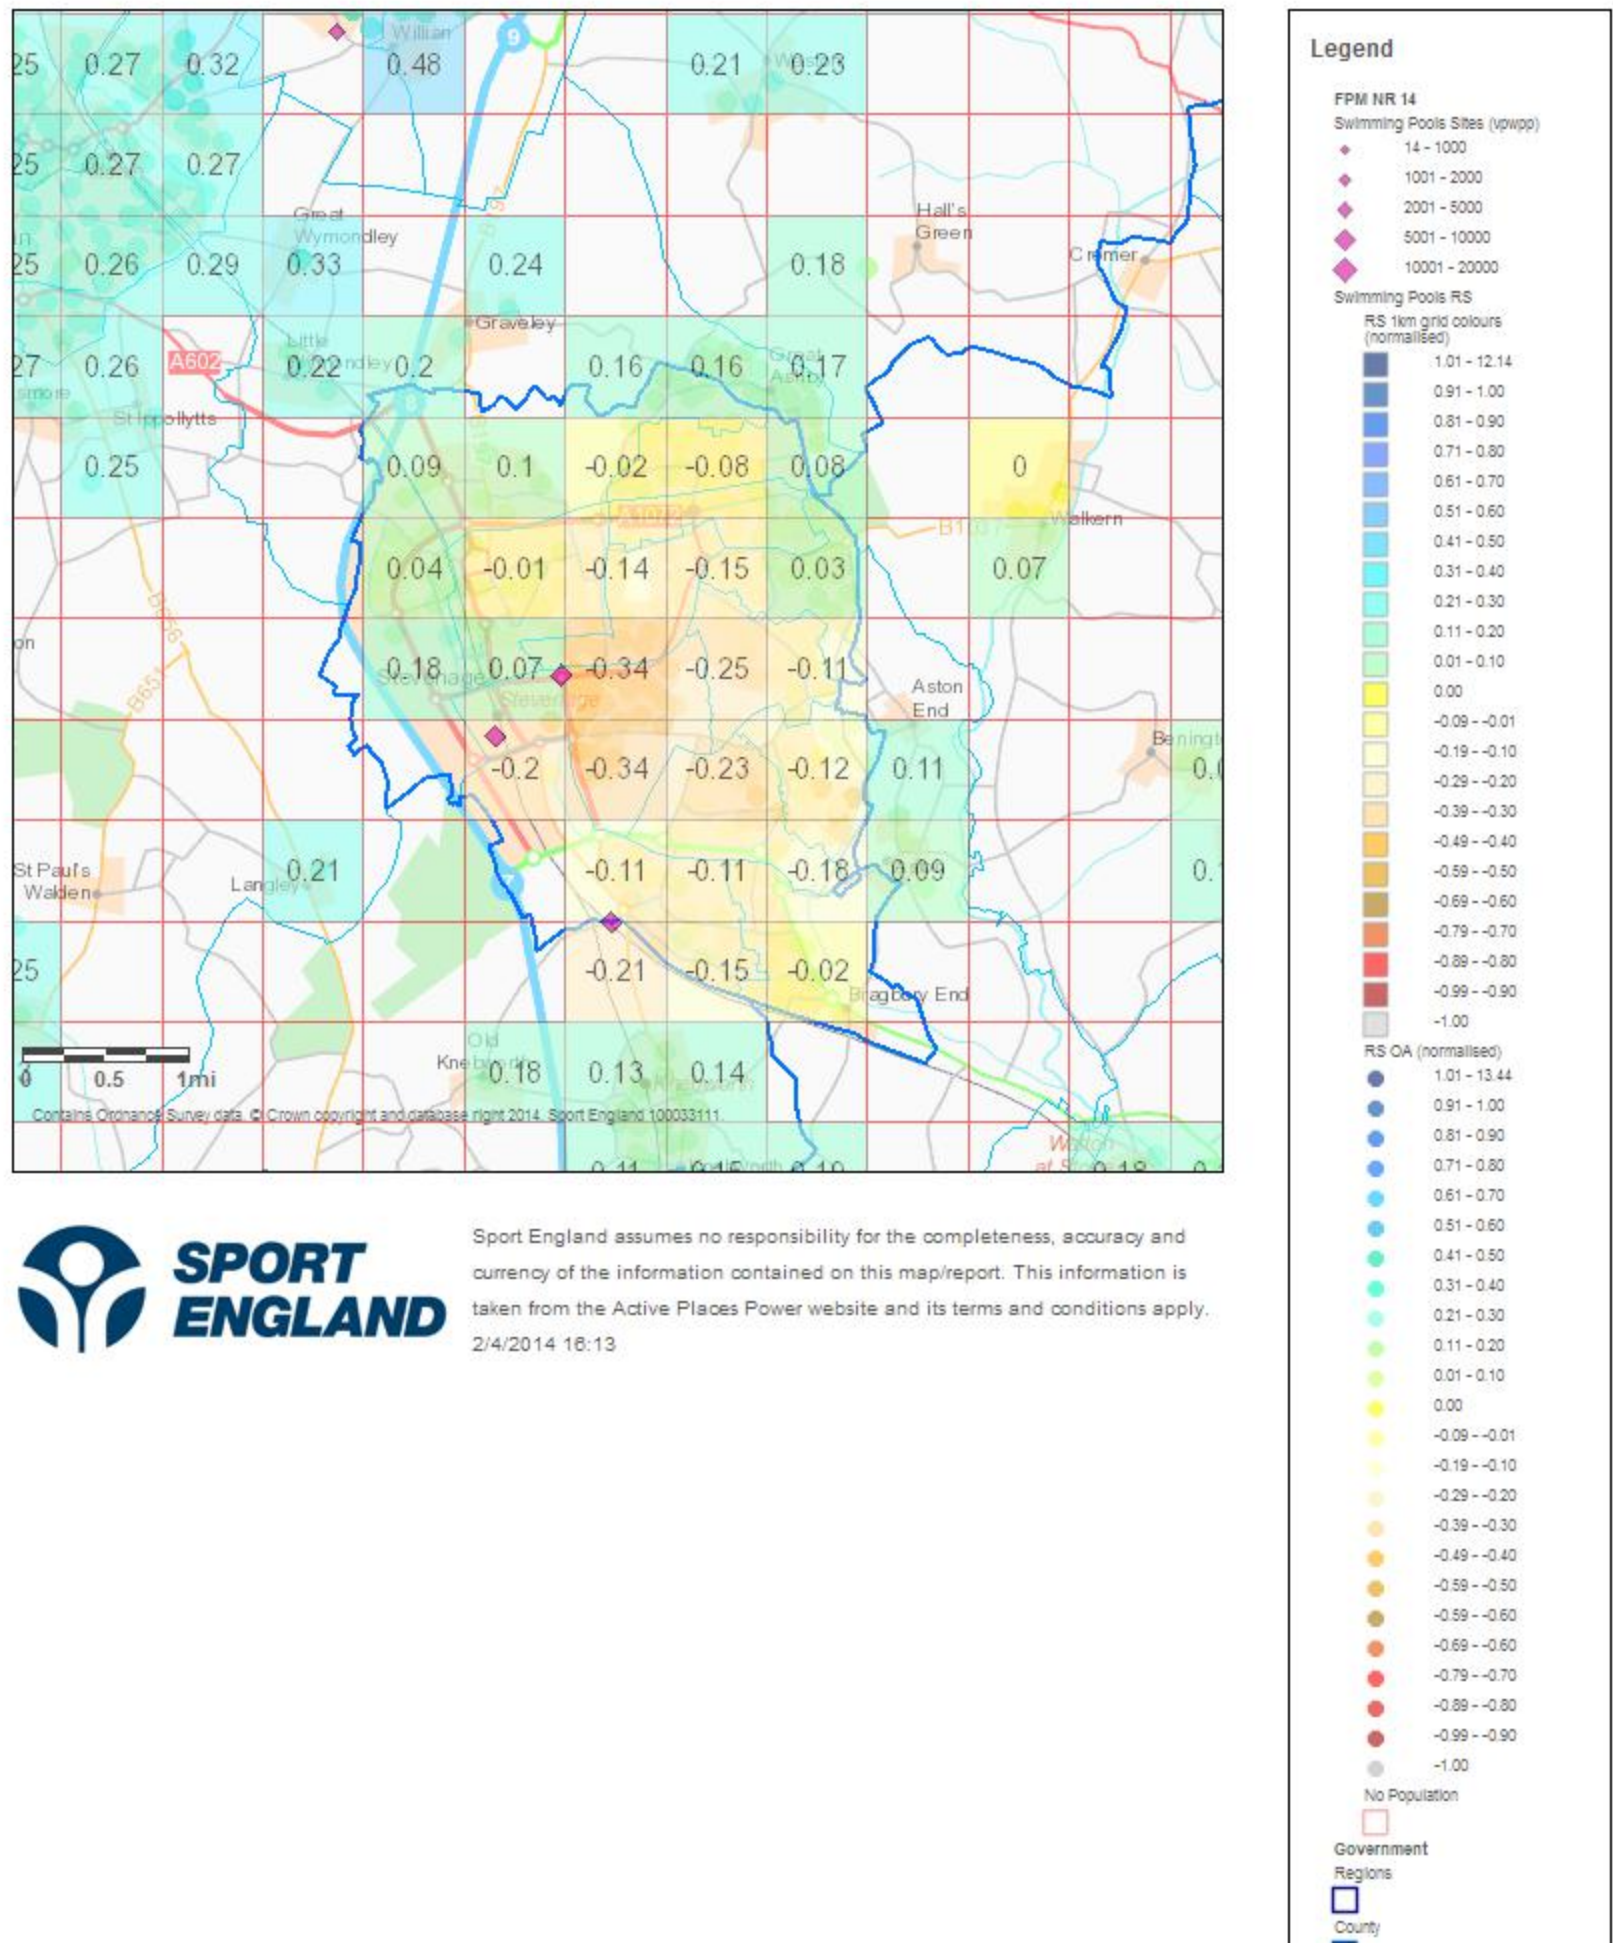 25 0.27 0.32 Willian 9
0.48 0.21 0.23
25 0.27 0.27
Great
Wymondley
Hall's
Green
Cromer
25 0.26 0.29 0.33 0.24 0.18
Graveley
Little
27 0.26 A602 0.22 0.2 0.16 0.16 0.17
St Ippollytts
0.25 0.09 0.1 -0.02 -0.08 0.08 0
Walkern
B656
0.04 -0.01 -0.14 -0.15 0.03 0.07
on
B651
0.18 0.07 -0.34 -0.25 -0.11
Stevenage
Stevenage
Aston
End
-0.2 -0.34 -0.23 -0.12 0.11
St Paul's
Walden
Langley
0.21 -0.11 -0.11 -0.18 0.09
7
25 -0.21 -0.15 -0.02
Bragbury End
Old
Knebworth
0.18 0.13 0.14
0 0.5 1mi
Contains Ordnance Survey data. © Crown copyright and database right 2014. Sport England 100033111.
Legend
FPM NR 14
Swimming Pools Sites (vpwpp)
14 - 1000
1001 - 2000
2001 - 5000
5001 - 10000
10001 - 20000
Swimming Pools RS
RS 1km grid colours
(normalised)
1.01 - 12.14
0.91 - 1.00
0.81 - 0.90
0.71 - 0.80
0.61 - 0.70
0.51 - 0.60
0.41 - 0.50
0.31 - 0.40
0.21 - 0.30
0.11 - 0.20
0.01 - 0.10
0.00
-0.09 - -0.01
-0.19 - -0.10
-0.29 - -0.20
-0.39 - -0.30
-0.49 - -0.40
-0.59 - -0.50
-0.69 - -0.60
-0.79 - -0.70
-0.89 - -0.80
-0.99 - -0.90
-1.00
RS OA (normalised)
1.01 - 13.44
0.91 - 1.00
0.81 - 0.90
0.71 - 0.80
0.61 - 0.70
0.51 - 0.60
0.41 - 0.50
0.31 - 0.40
0.21 - 0.30
0.11 - 0.20
0.01 - 0.10
0.00
-0.09 - -0.01
-0.19 - -0.10
-0.29 - -0.20
-0.39 - -0.30
-0.49 - -0.40
-0.59 - -0.50
-0.59 - -0.60
-0.69 - -0.60
-0.79 - -0.70
-0.89 - -0.80
-0.99 - -0.90
-1.00
No Population
Government
Regions
County
SPORT
ENGLAND
Sport England assumes no responsibility for the completeness, accuracy and
currency of the information contained on this map/report. This information is
taken from the Active Places Power website and its terms and conditions apply.
2/4/2014 16:13